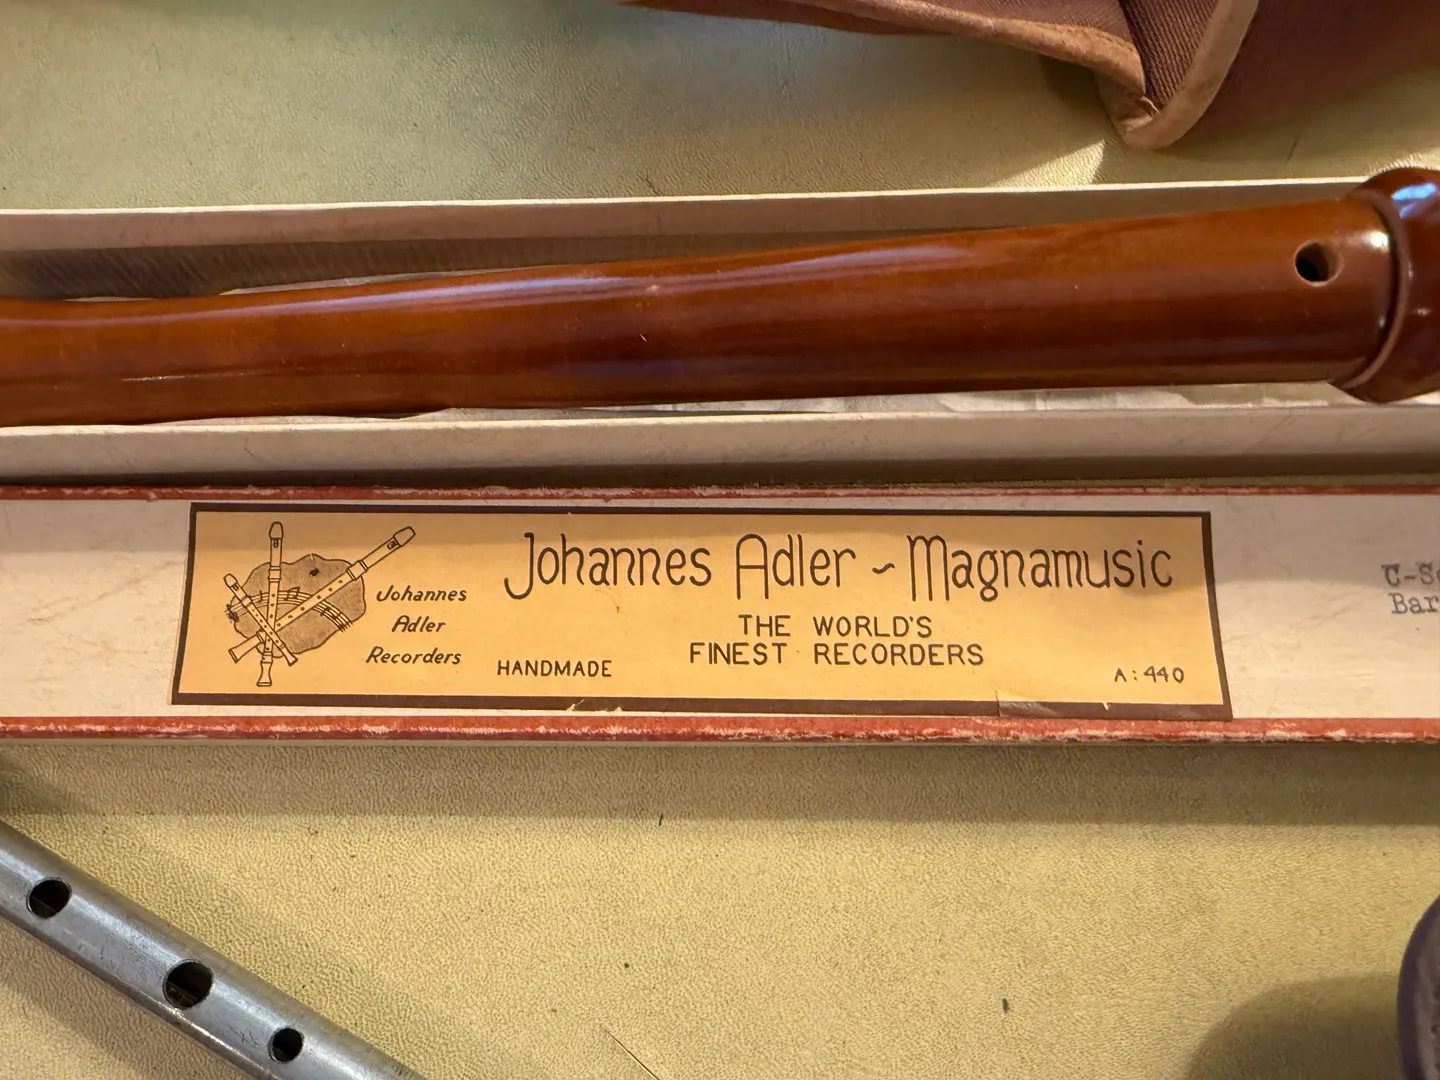 Johannes
Adler
Recorders
Johannes Adler ~ Magnamusic
THE WORLD'S
FINEST RECORDERS
HANDMADE
A:440